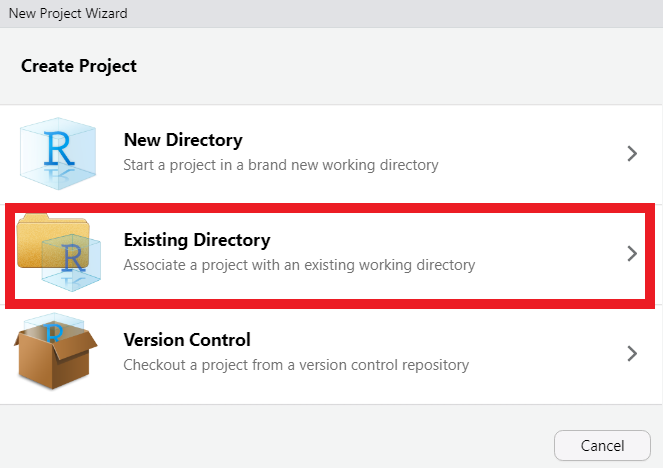 New Project Wizard
Create Project
R
New Directory
Start a project in a brand new working directory
R
Existing Directory
Associate a project with an existing working directory
R
Version Control
Checkout a project from a version control repository
Cancel